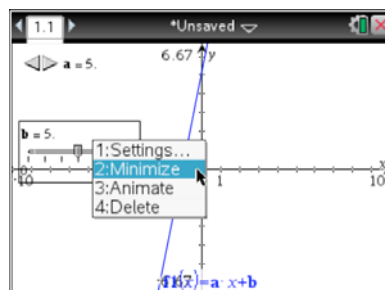 1.1
*Unsaved
6.67 y
a = 5.
b = 5.
1:Settings...
2:Minimize
3:Animate
4:Delete
x
-10
1
10
f1(x)=a·x+b